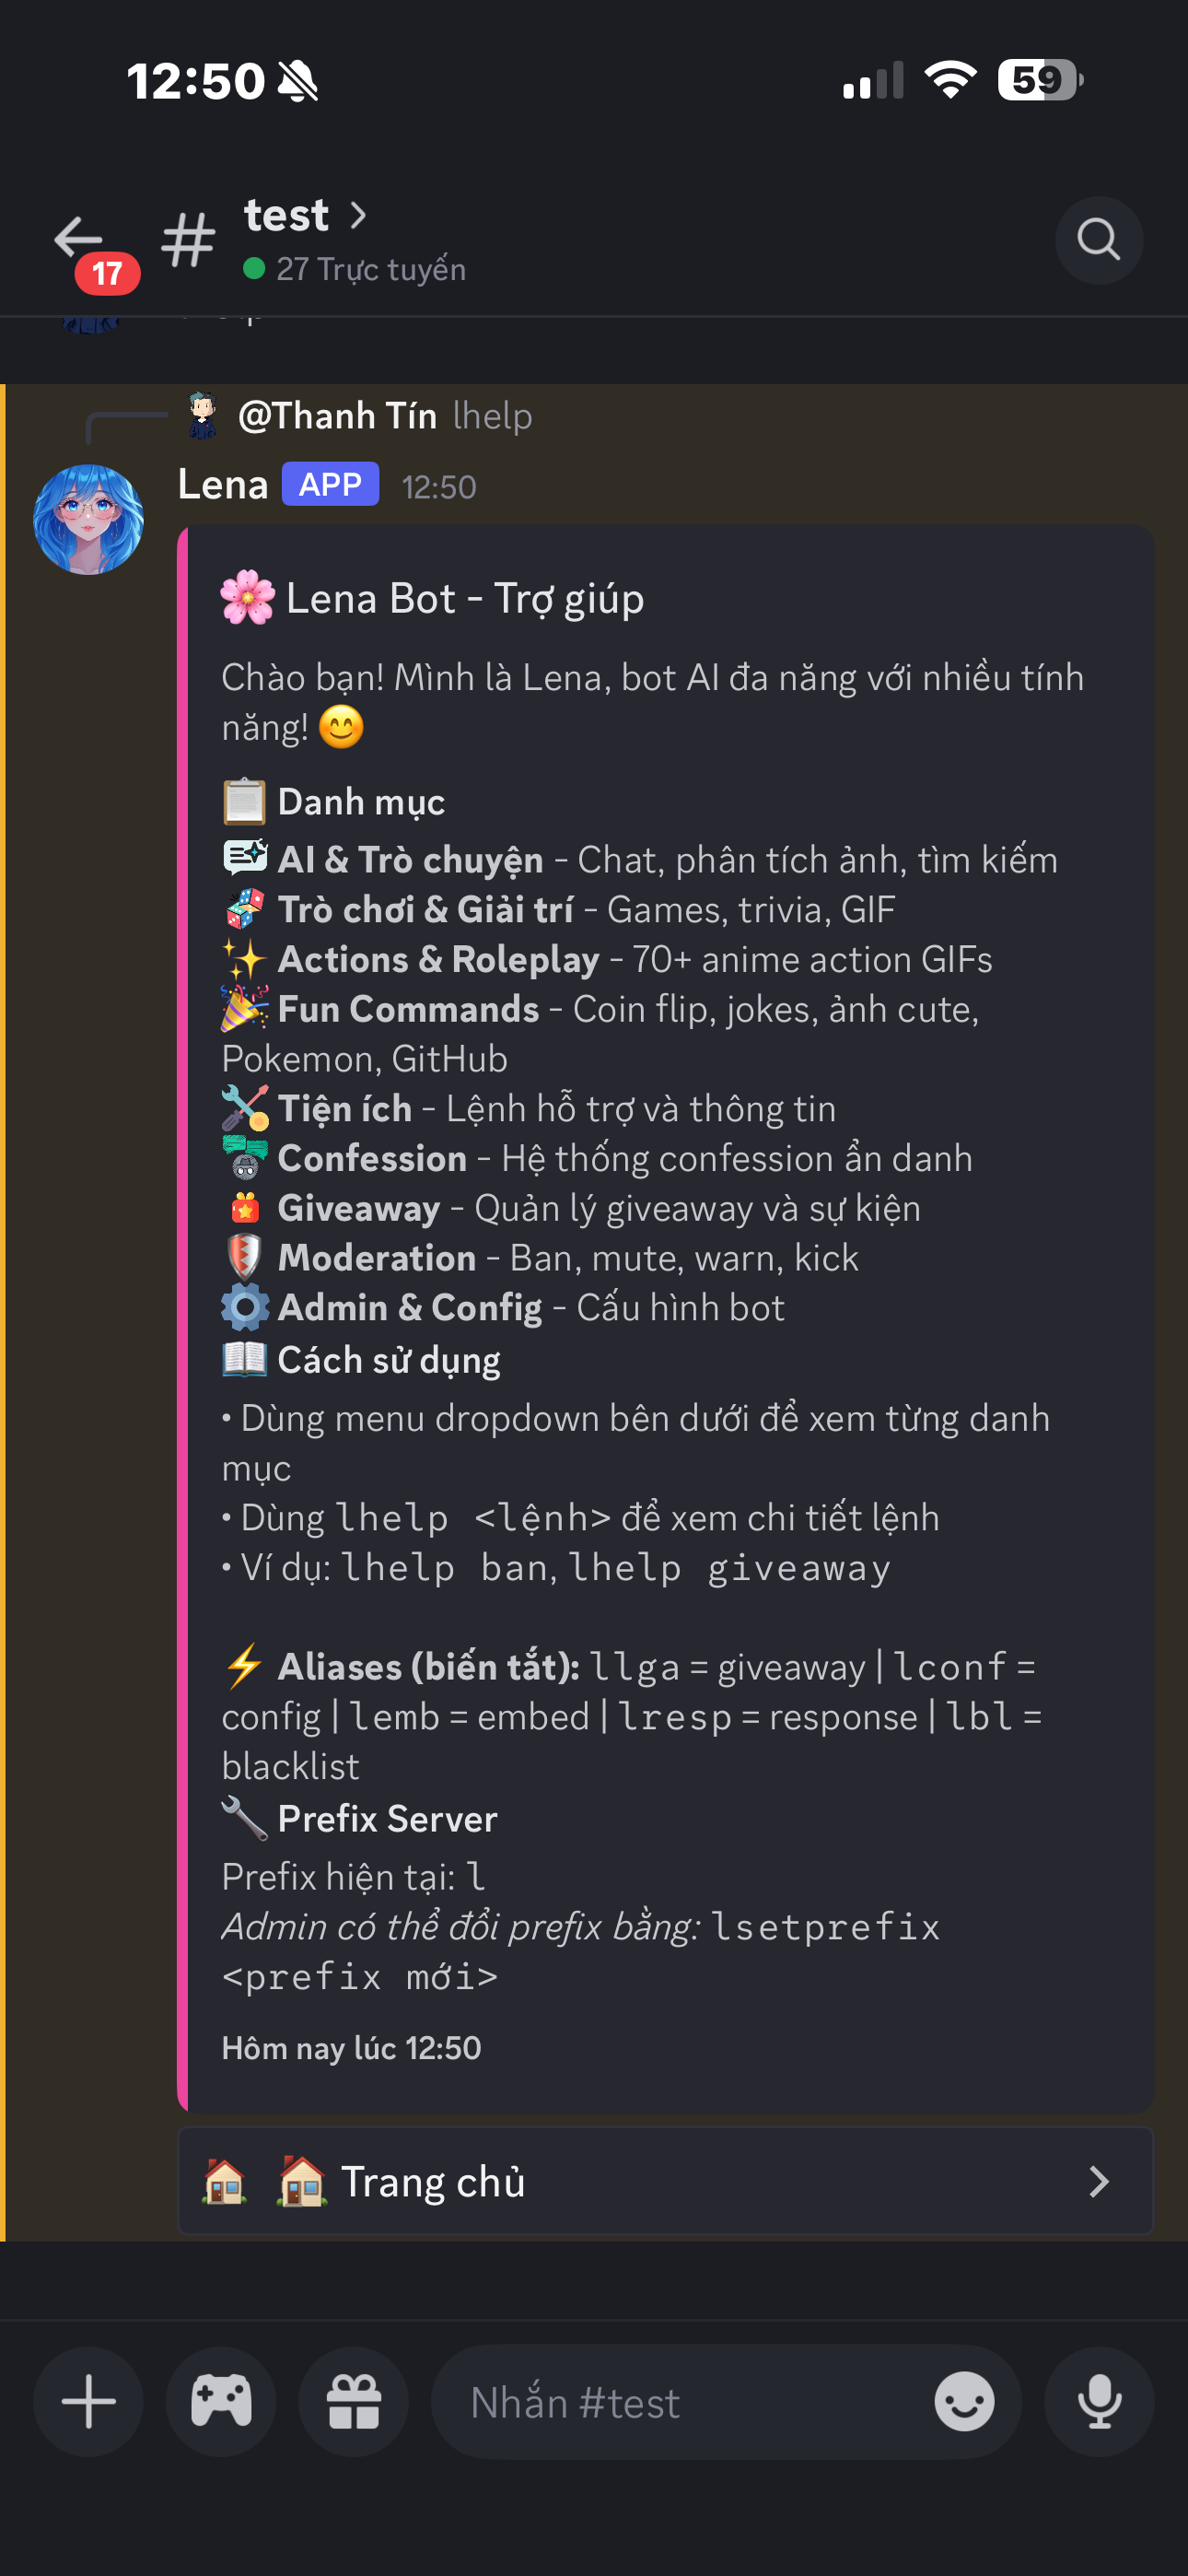 12:50
59
test
17
27 Trực tuyến
@Thanh Tín lhelp
Lena APP 12:50
Lena Bot - Trợ giúp
Chào bạn! Mình là Lena, bot AI đa năng với nhiều tính
năng!
Danh mục
AI & Trò chuyện - Chat, phân tích ảnh, tìm kiếm
Trò chơi & Giải trí - Games, trivia, GIF
Actions & Roleplay - 70+ anime action GIFs
Fun Commands - Coin flip, jokes, ảnh cute,
Pokemon, GitHub
Tiện ích - Lệnh hỗ trợ và thông tin
Confession - Hệ thống confession ẩn danh
Giveaway - Quản lý giveaway và sự kiện
Moderation - Ban, mute, warn, kick
Admin & Config - Cấu hình bot
Cách sử dụng
• Dùng menu dropdown bên dưới để xem từng danh
mục
• Dùng lhelp <lệnh> để xem chi tiết lệnh
• Ví dụ: lhelp ban, lhelp giveaway
Aliases (biến tắt): llga = giveaway | lconf =
config | lemb = embed | lresp = response | lbl =
blacklist
Prefix Server
Prefix hiện tại: l
Admin có thể đổi prefix bằng: lsetprefix
<prefix mới>
Hôm nay lúc 12:50
Trang chủ
Nhắn #test